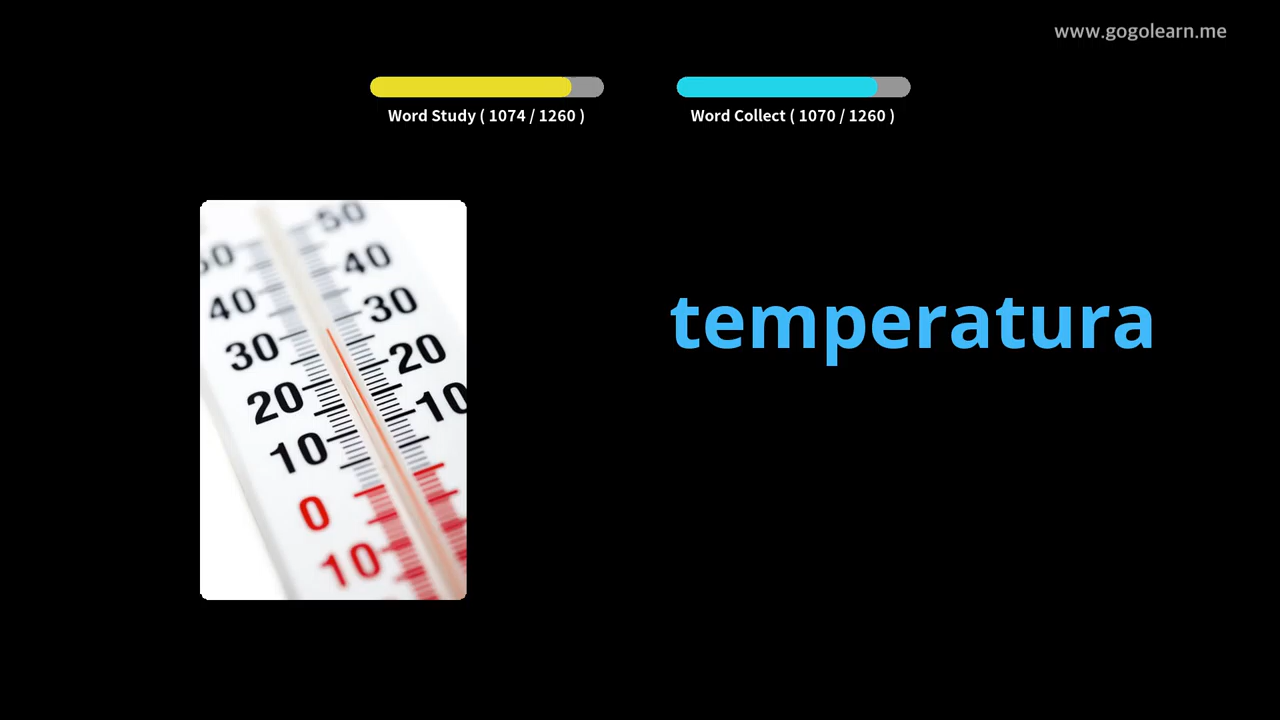 www.gogolearn.me
Word Study ( 1074 / 1260 )
Word Collect ( 1070 / 1260 )
temperatura
50
40 40
30 30
20 20
10 10
0
10